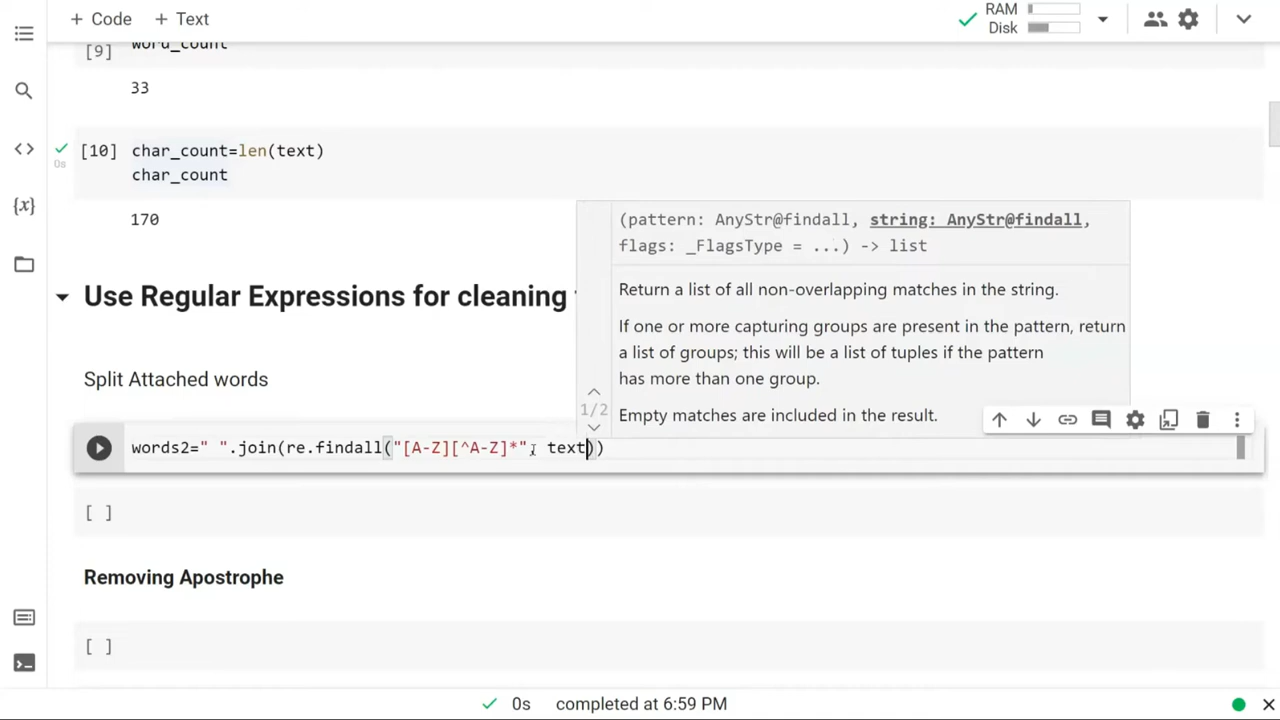 + Code + Text
RAM
Disk
[9] word_count
33
[10] char_count=len(text)
char_count
170
(pattern: AnyStr@findall, string: AnyStr@findall,
flags: _FlagsType = ...) -> list
Return a list of all non-overlapping matches in the string.
If one or more capturing groups are present in the pattern, return
a list of groups; this will be a list of tuples if the pattern
has more than one group.
Empty matches are included in the result.
1/2
Use Regular Expressions for cleaning
Split Attached words
words2=" ".join(re.findall("[A-Z][^A-Z]*", text))
[ ]
Removing Apostrophe
[ ]
0s completed at 6:59 PM
{x}
0s